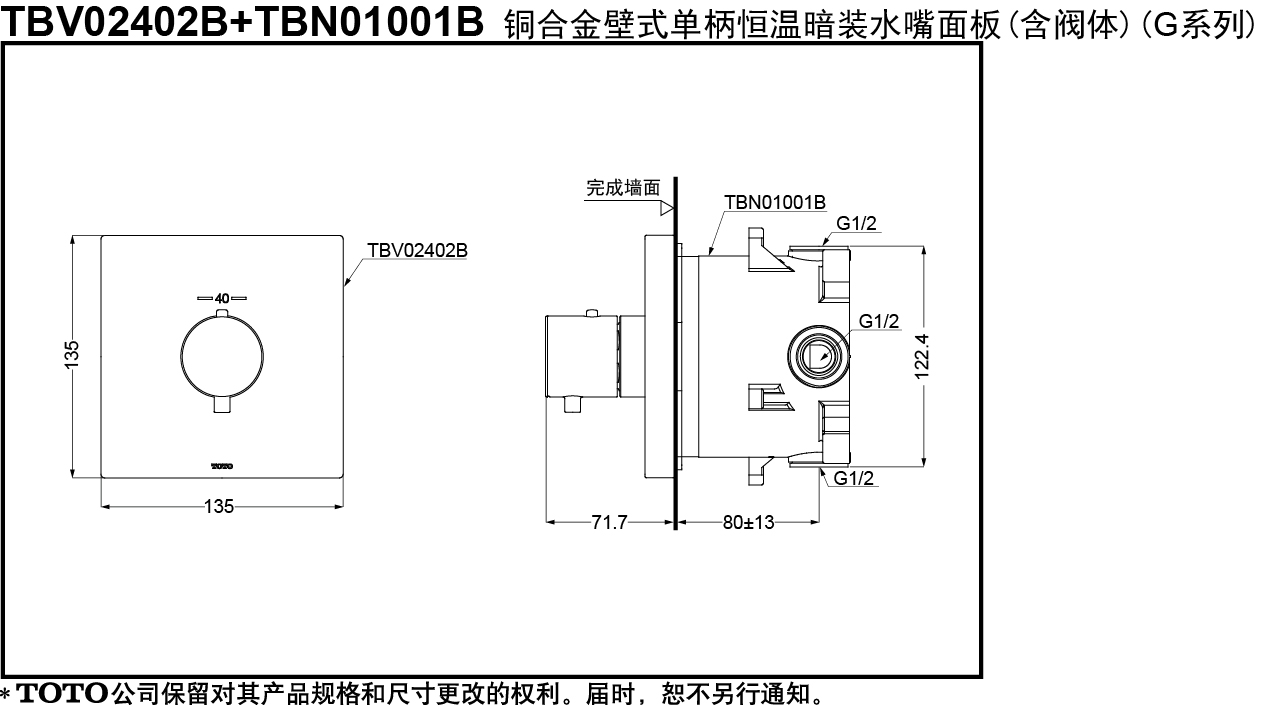 TBV02402B+TBN01001B 铜合金壁式单柄恒温暗装水嘴面板(含阀体)(G系列)
完成墙面
TBN01001B
G1/2
TBV02402B
40
G1/2
135
122.4
TOTO
G1/2
135
71.7
80±13
*TOTO公司保留对其产品规格和尺寸更改的权利。届时，恕不另行通知。